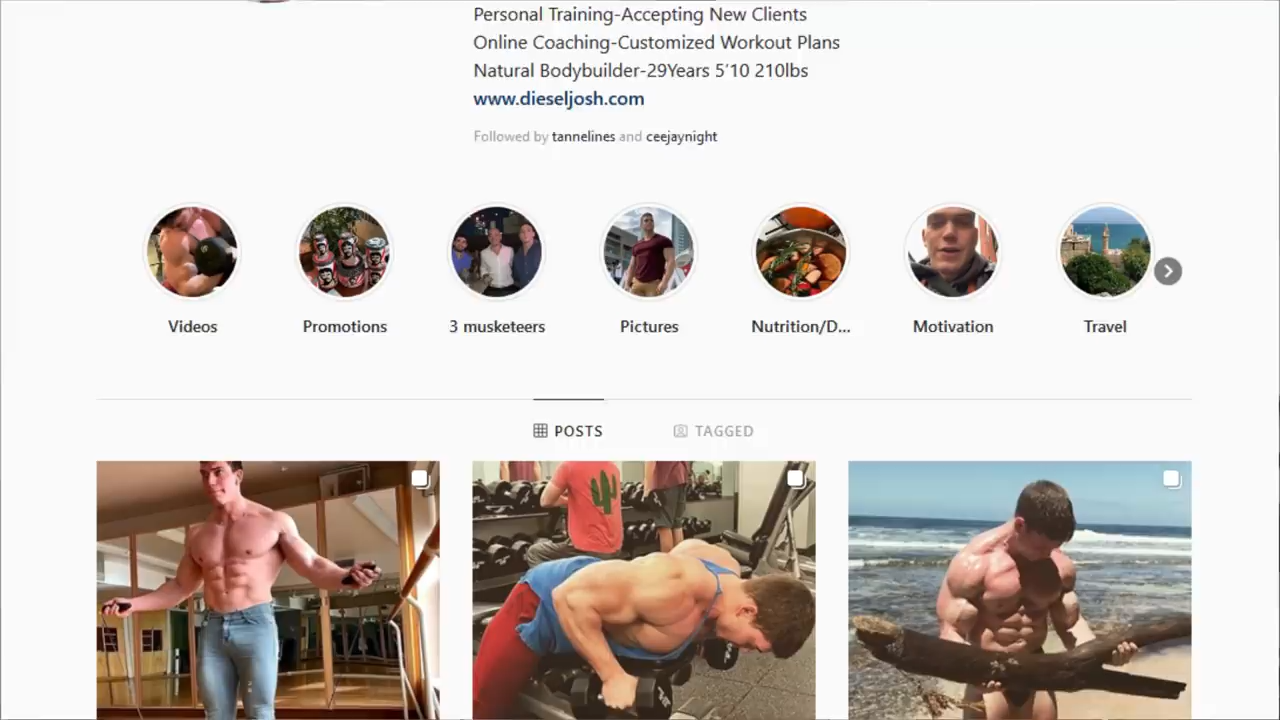 Personal Training-Accepting New Clients
Online Coaching-Customized Workout Plans
Natural Bodybuilder-29Years 5'10 210lbs
www.dieseljosh.com
Followed by tannelines and ceejaynight
Videos
Promotions
3 musketeers
Pictures
Nutrition/D...
Motivation
Travel
POSTS
TAGGED